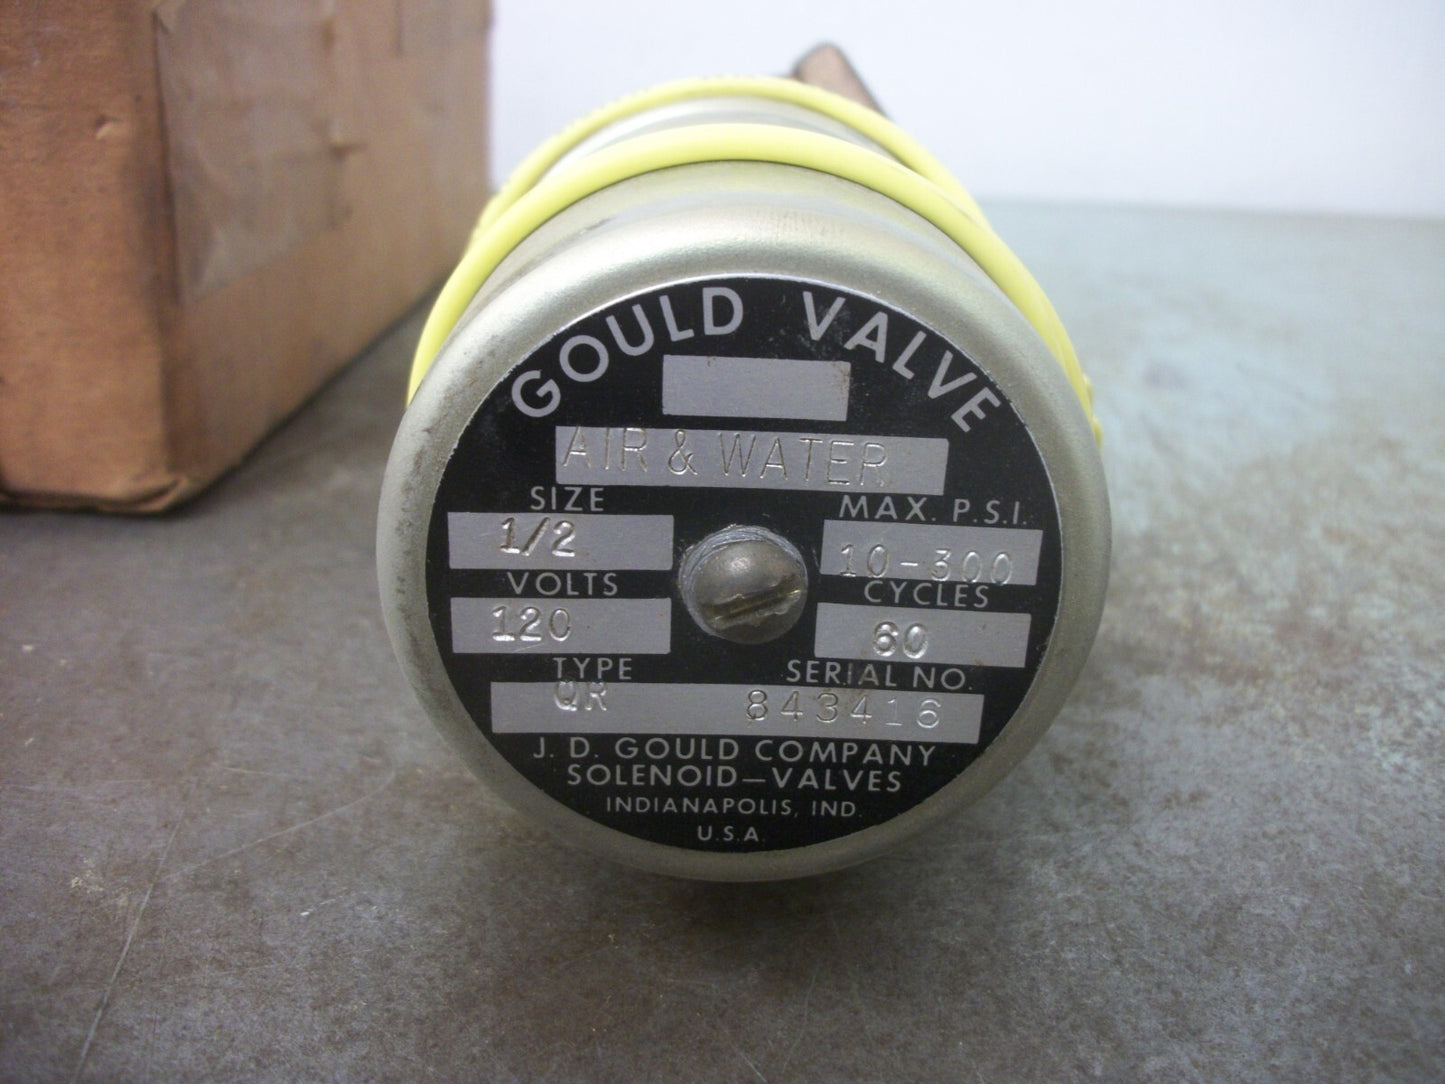 GOULD VALVE
AIR & WATER
SIZE MAX. P.S.I.
1/2 10-300
VOLTS CYCLES
120 60
TYPE SERIAL NO.
QR 843416
J. D. GOULD COMPANY
SOLENOID—VALVES
INDIANAPOLIS, IND.
U.S.A.